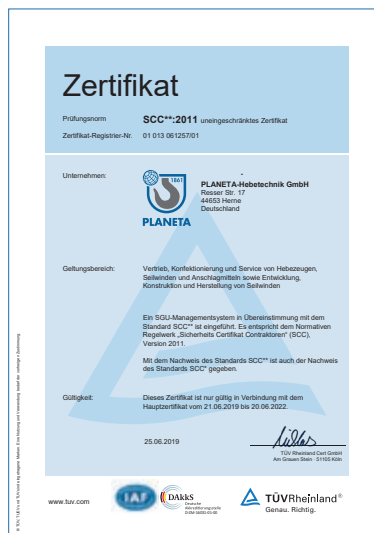 Zertifikat
Prüfungsnorm SCC**:2011 uneingeschränktes Zertifikat
Zertifikat-Registrier-Nr. 01 013 061257/01
Unternehmen:
1861
PLANETA
PLANETA-Hebetechnik GmbH
Resser Str. 17
44653 Herne
Deutschland
Geltungsbereich: Vertrieb, Konfektionierung und Service von Hebezeugen,
Seilwinden und Anschlagmitteln sowie Entwicklung,
Konstruktion und Herstellung von Seilwinden
Ein SGU-Managementsystem in Übereinstimmung mit dem
Standard SCC** ist eingeführt. Es entspricht dem Normativen
Regelwerk „Sicherheits Certifikat Contraktoren“ (SCC),
Version 2011.
Mit dem Nachweis des Standards SCC** ist auch der Nachweis
des Standards SCC* gegeben.
Gültigkeit: Dieses Zertifikat ist nur gültig in Verbindung mit dem
Hauptzertifikat vom 21.06.2019 bis 20.06.2022.
25.06.2019
TÜV Rheinland Cert GmbH
Am Grauen Stein · 51105 Köln
www.tuv.com
IAF
DAkkS
Deutsche
Akkreditierungsstelle
TÜVRheinland®
Genau. Richtig.